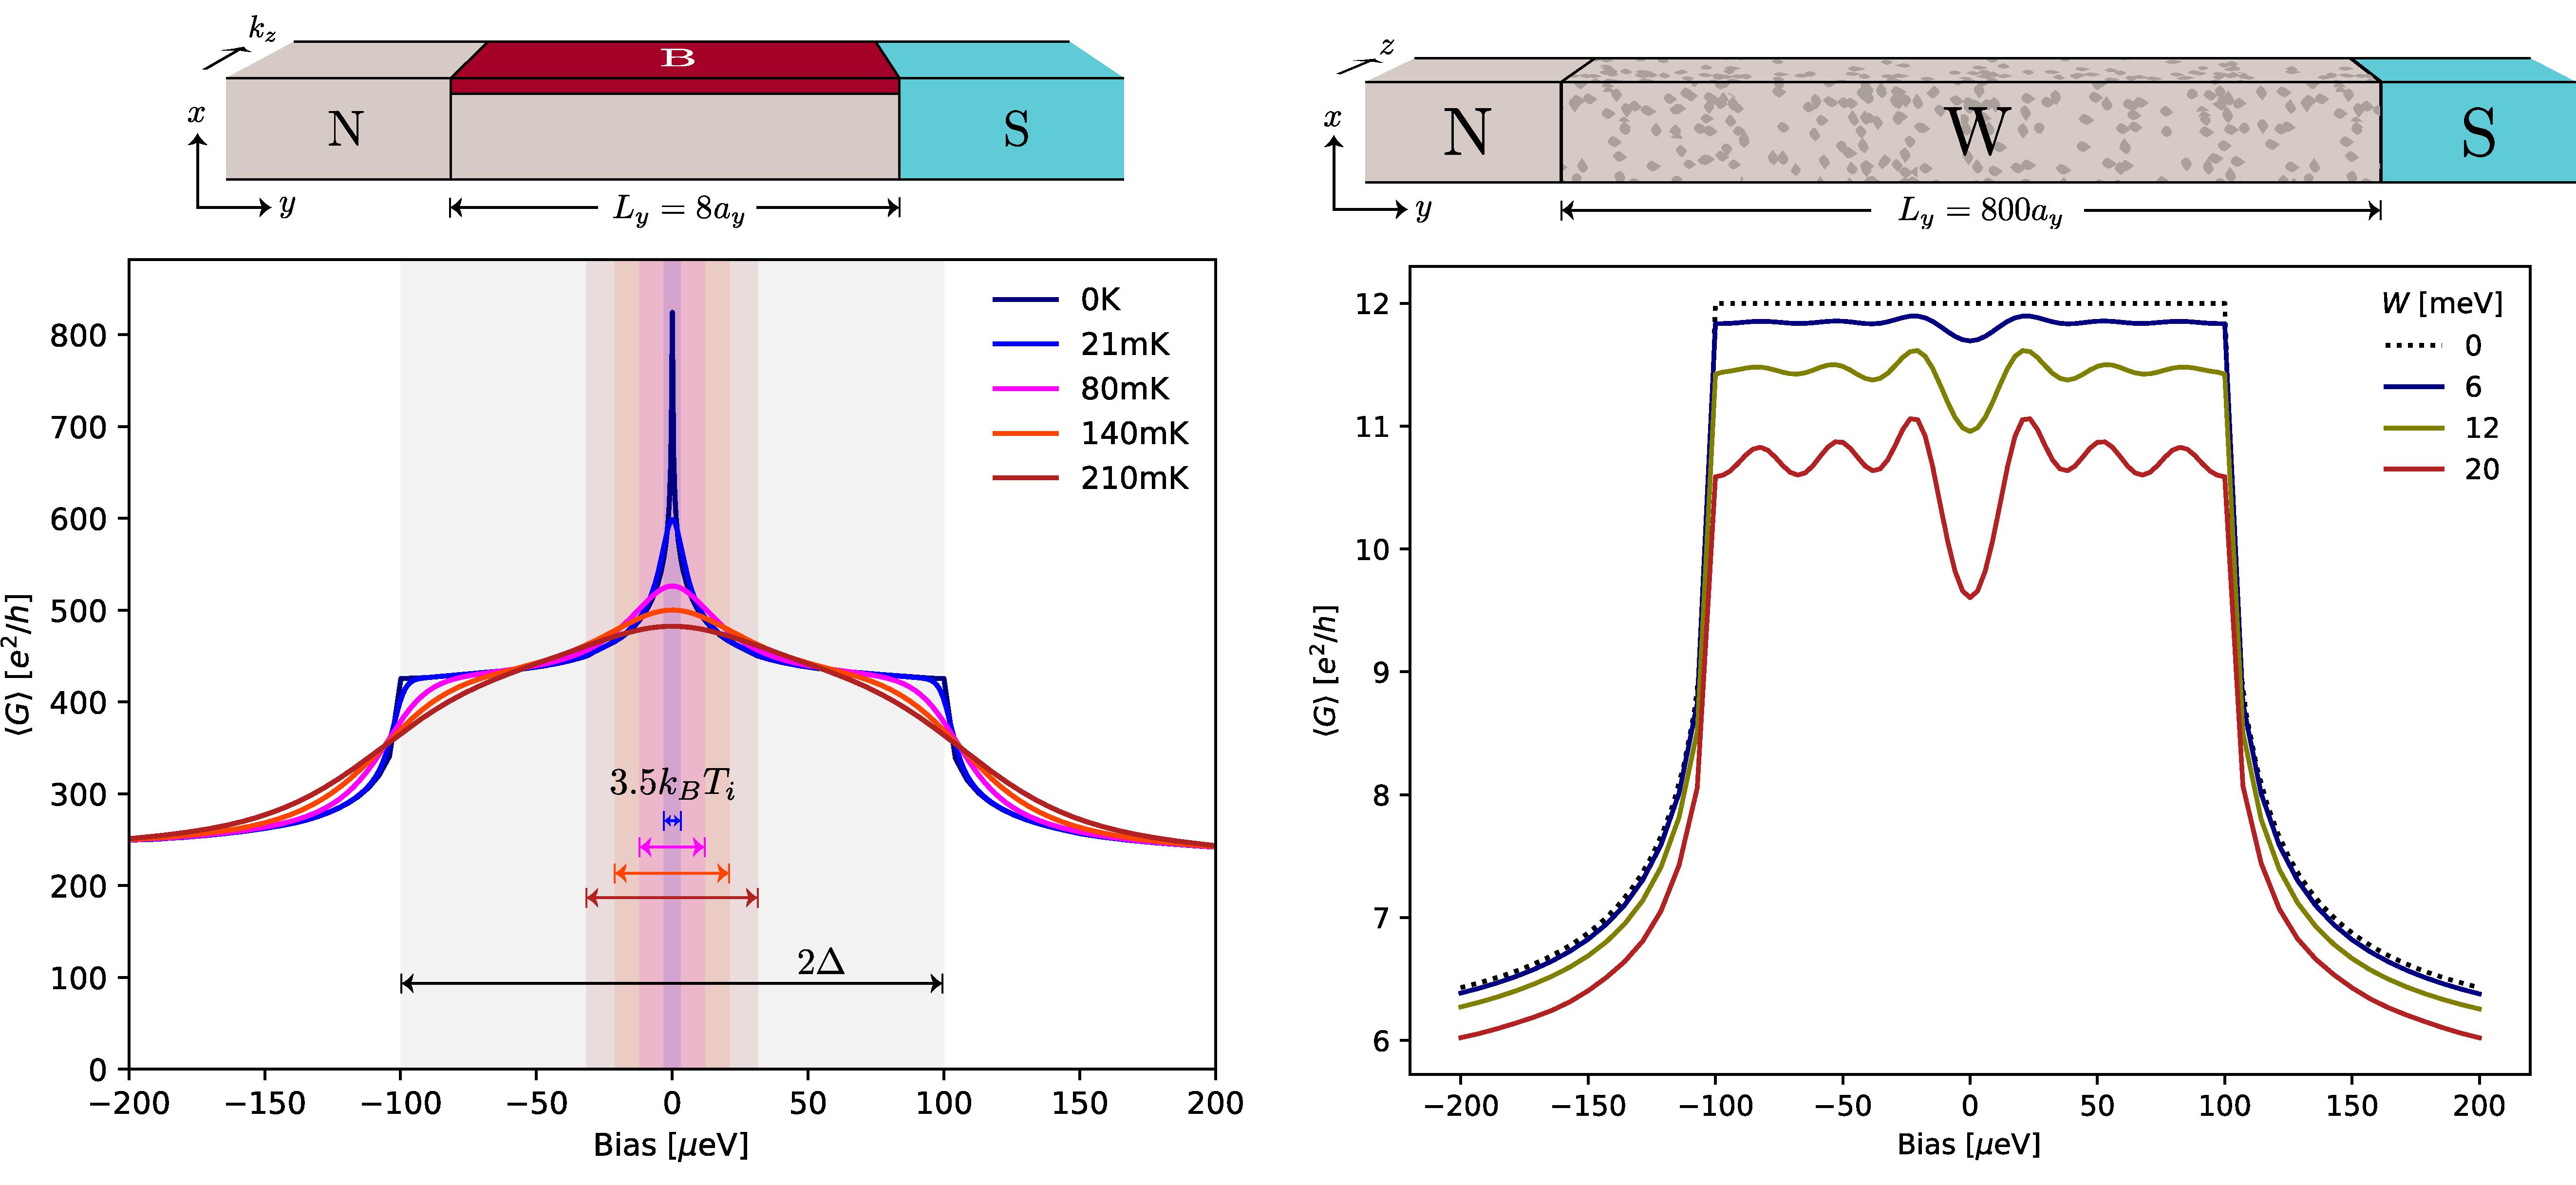 k_z
B
N
S
x
y
L_y = 8a_y
⟨G⟩ [e²/h]
800
700
600
500
400
300
200
100
0
0K
21mK
80mK
140mK
210mK
3.5k_BT_i
2Δ
−200 −150 −100 −50 0 50 100 150 200
Bias [μeV]
z
N
W
S
x
y
L_y = 800a_y
⟨G⟩ [e²/h]
12
11
10
9
8
7
6
W [meV]
0
6
12
20
−200 −150 −100 −50 0 50 100 150 200
Bias [μeV]